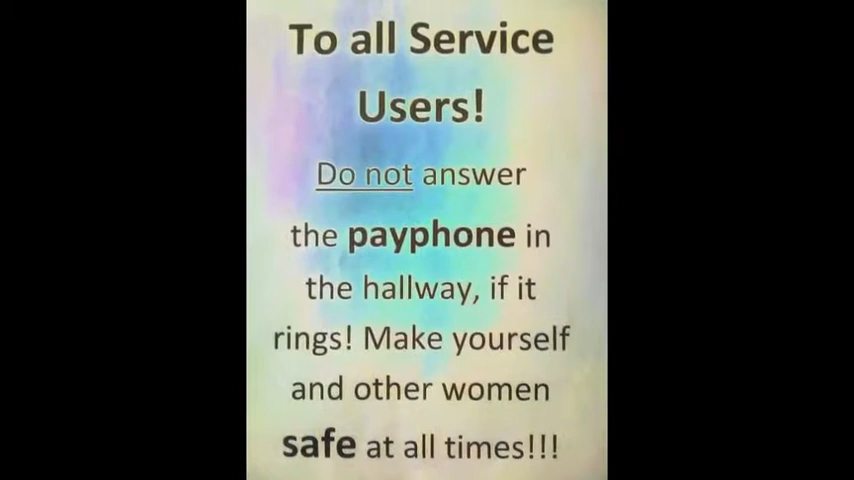 To all Service
Users!
Do not answer
the payphone in
the hallway, if it
rings! Make yourself
and other women
safe at all times!!!